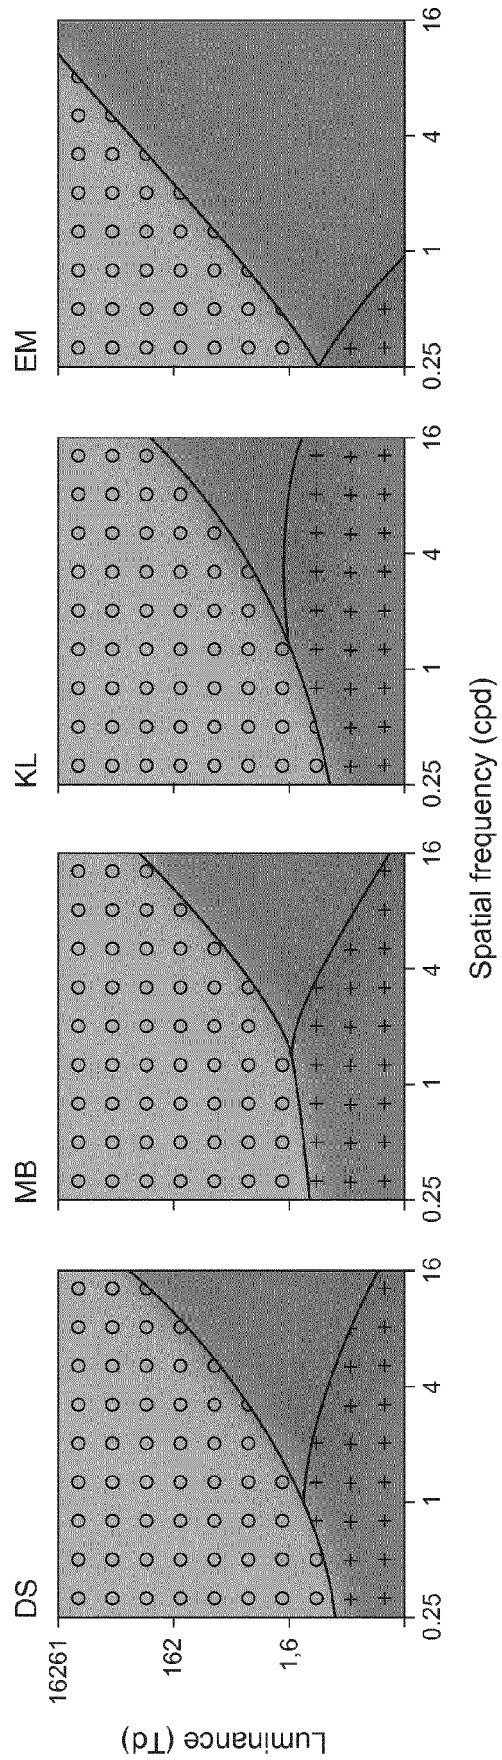 DS
MB
KL
EM
Luminance (Td)
16261
162
1,6
0.25 1 4 16
0.25 1 4 16
0.25 1 4 16
0.25 1 4 16
Spatial frequency (cpd)